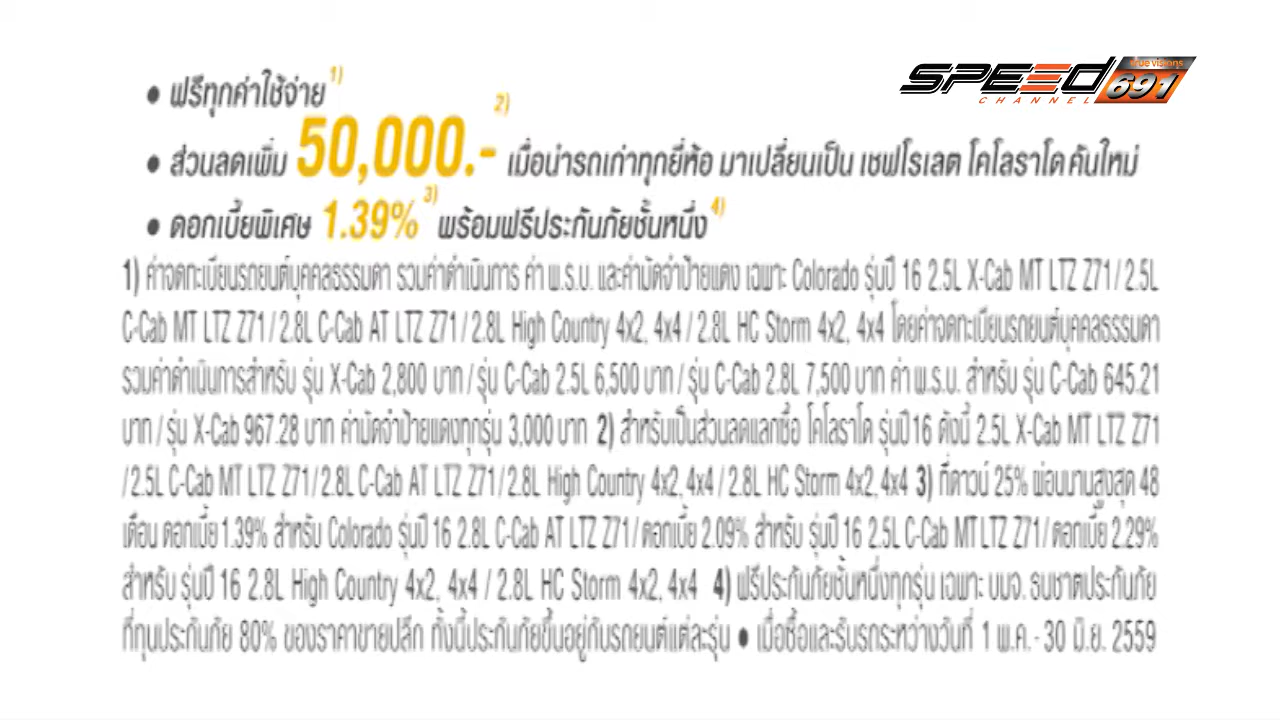 SPEED CHANNEL true visions 691
• ฟรีทุกค่าใช้จ่าย 1)
• ส่วนลดเพิ่ม 50,000.- 2) เมื่อนำรถเก่าทุกยี่ห้อ มาเปลี่ยนเป็น เชฟโรเลต โคโลราโด คันใหม่
• ดอกเบี้ยพิเศษ 1.39% 3) พร้อมฟรีประกันภัยชั้นหนึ่ง 4)
1) ค่าจดทะเบียนรถยนต์บุคคลธรรมดา รวมค่าดำเนินการ ค่า พ.ร.บ. และค่ามัดจำป้ายแดง เฉพาะ Colorado รุ่นปี 16 2.5L X-Cab MT LTZ Z71 / 2.5L
C-Cab MT LTZ Z71 / 2.8L C-Cab AT LTZ Z71 / 2.8L High Country 4x2, 4x4 / 2.8L HC Storm 4x2, 4x4 โดยค่าจดทะเบียนรถยนต์บุคคลธรรมดา
รวมค่าดำเนินการสำหรับ รุ่น X-Cab 2,800 บาท / รุ่น C-Cab 2.5L 6,500 บาท / รุ่น C-Cab 2.8L 7,500 บาท ค่า พ.ร.บ. สำหรับ รุ่น C-Cab 645.21
บาท / รุ่น X-Cab 967.28 บาท ค่ามัดจำป้ายแดงทุกรุ่น 3,000 บาท 2) สำหรับเป็นส่วนลดแลกซื้อ โคโลราโด รุ่นปี 16 ดังนี้ 2.5L X-Cab MT LTZ Z71
/ 2.5L C-Cab MT LTZ Z71 / 2.8L C-Cab AT LTZ Z71 / 2.8L High Country 4x2, 4x4 / 2.8L HC Storm 4x2, 4x4 3) ที่ดาวน์ 25% ผ่อนนานสูงสุด 48
เดือน ดอกเบี้ย 1.39% สำหรับ Colorado รุ่นปี 16 2.8L C-Cab AT LTZ Z71 / ดอกเบี้ย 2.09% สำหรับ รุ่นปี 16 2.5L C-Cab MT LTZ Z71 / ดอกเบี้ย 2.29%
สำหรับ รุ่นปี 16 2.8L High Country 4x2, 4x4 / 2.8L HC Storm 4x2, 4x4 4) ฟรีประกันภัยชั้นหนึ่งทุกรุ่น เฉพาะ บมจ. ธนชาตประกันภัย
ที่ทุนประกันภัย 80% ของราคาขายปลีก ทั้งนี้ประกันภัยขึ้นอยู่กับรถยนต์แต่ละรุ่น • เมื่อซื้อและรับรถระหว่างวันที่ 1 พ.ค. - 30 มิ.ย. 2559